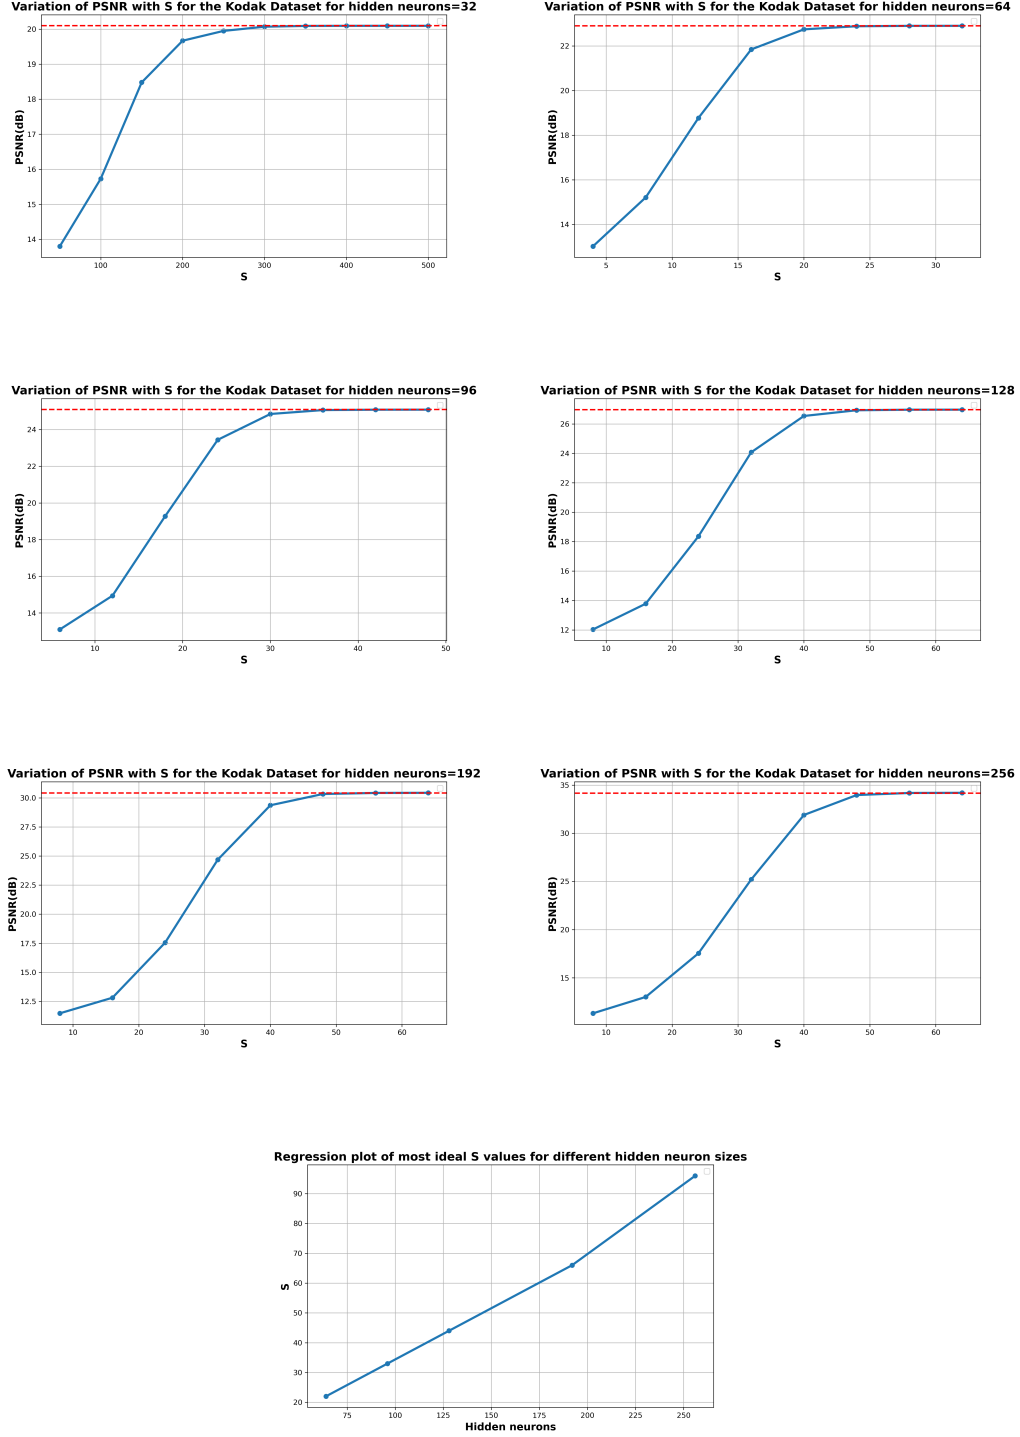 Variation of PSNR with S for the Kodak Dataset for hidden neurons=32
20
19
18
17
16
15
14
PSNR(dB)
100 200 300 400 500
S
Variation of PSNR with S for the Kodak Dataset for hidden neurons=64
22
20
18
16
14
PSNR(dB)
5 10 15 20 25 30
S
Variation of PSNR with S for the Kodak Dataset for hidden neurons=96
24
22
20
18
16
14
PSNR(dB)
10 20 30 40 50
S
Variation of PSNR with S for the Kodak Dataset for hidden neurons=128
26
24
22
20
18
16
14
12
PSNR(dB)
10 20 30 40 50 60
S
Variation of PSNR with S for the Kodak Dataset for hidden neurons=192
30.0
27.5
25.0
22.5
20.0
17.5
15.0
12.5
PSNR(dB)
10 20 30 40 50 60
S
Variation of PSNR with S for the Kodak Dataset for hidden neurons=256
35
30
25
20
15
PSNR(dB)
10 20 30 40 50 60
S
Regression plot of most ideal S values for different hidden neuron sizes
90
80
70
60
50
40
30
20
S
75 100 125 150 175 200 225 250
Hidden neurons